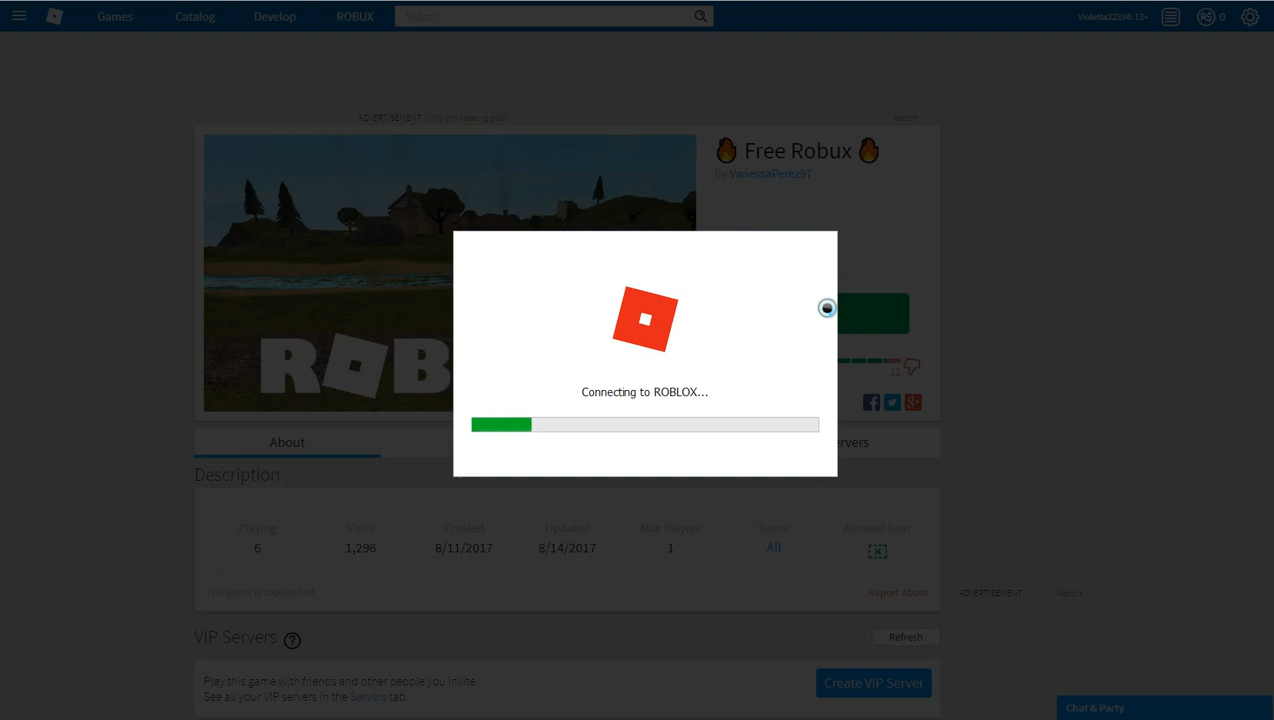 Games
Catalog
Develop
ROBUX
Search
Violetta22334: 13+
R$ 0
ADVERTISEMENT
Report
🔥 Free Robux 🔥
By VanessaPerez97
ROB
Connecting to ROBLOX...
11
About
ervers
Description
Playing
Visits
Created
Updated
Max Players
Genre
Allowed Gear
6
1,296
8/11/2017
8/14/2017
1
All
This game is copylocked
Report Abuse
ADVERTISEMENT
Report
VIP Servers
Refresh
Play this game with friends and other people you invite.
See all your VIP servers in the Servers tab.
Create VIP Server
Chat & Party